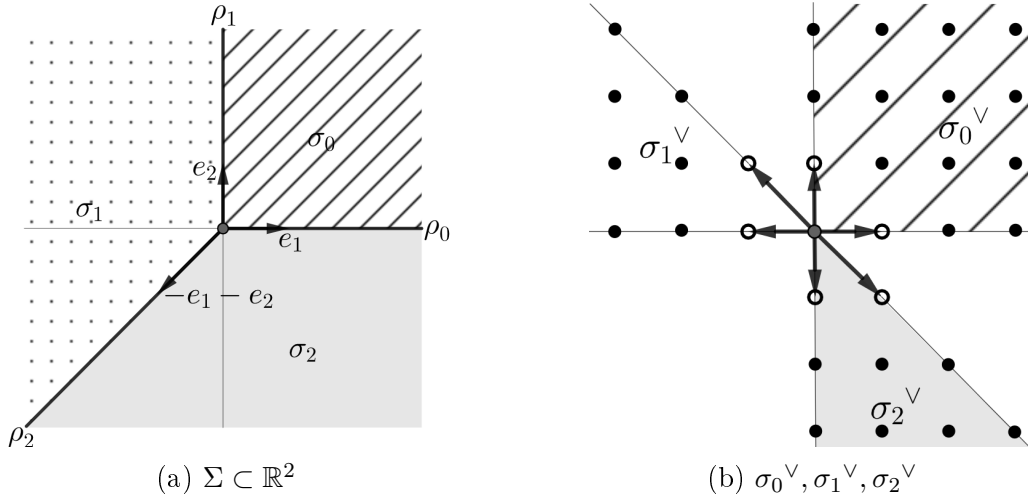 ρ₁
σ₀
e₂
σ₁
e₁
ρ₀
−e₁ − e₂
σ₂
ρ₂
(a) Σ ⊂ ℝ²
σ₁^∨
σ₀^∨
σ₂^∨
(b) σ₀^∨, σ₁^∨, σ₂^∨